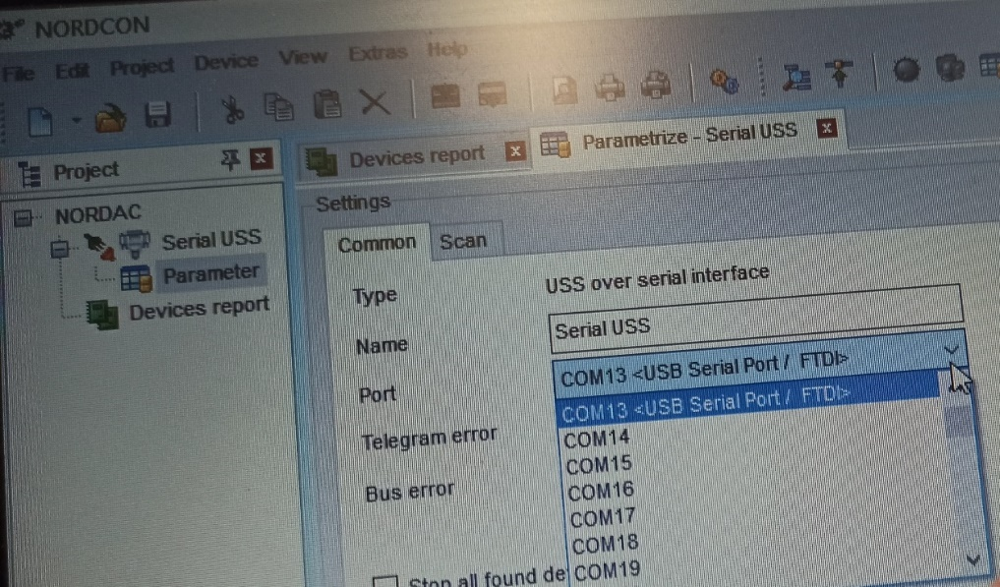 NORDCON
File Edit Project Device View Extras Help
Project
Devices report
Parametrize - Serial USS
NORDAC
Serial USS
Parameter
Devices report
Settings
Common
Scan
Type
USS over serial interface
Name
Serial USS
Port
COM13 <USB Serial Port / FTDI>
COM13 <USB Serial Port / FTDI>
Telegram error
COM14
COM15
Bus error
COM16
COM17
COM18
Stop all found de
COM19